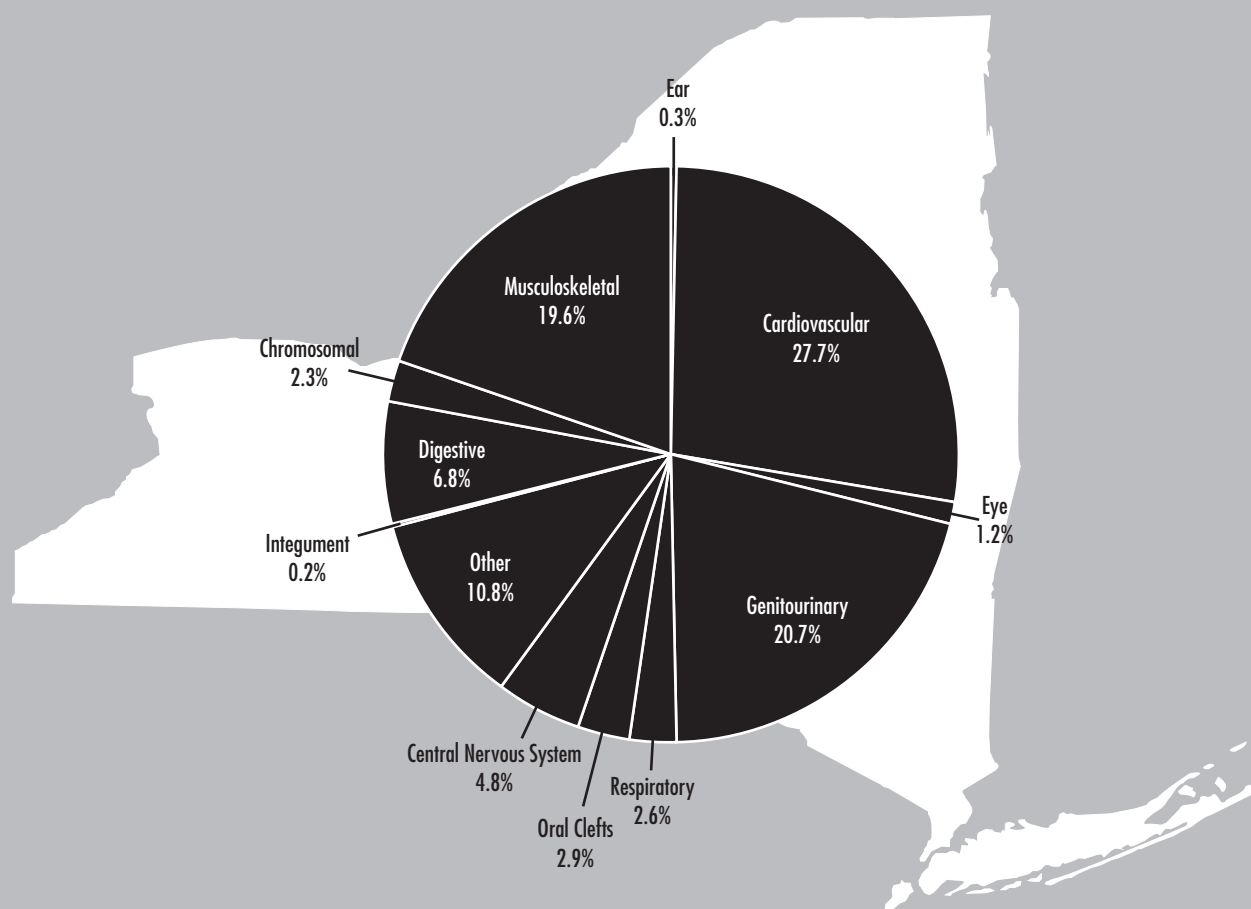 Ear
0.3%
Musculoskeletal
19.6%
Cardiovascular
27.7%
Chromosomal
2.3%
Digestive
6.8%
Eye
1.2%
Integument
0.2%
Other
10.8%
Genitourinary
20.7%
Central Nervous System
4.8%
Respiratory
2.6%
Oral Clefts
2.9%